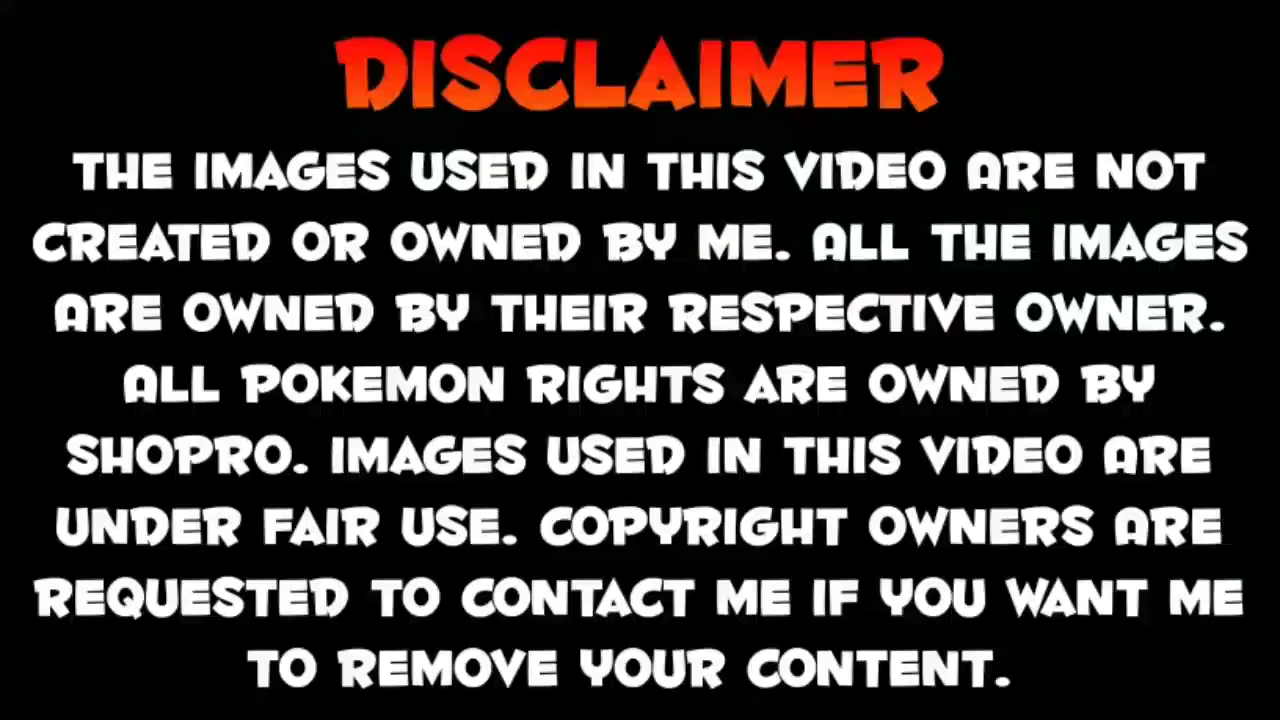 DISCLAIMER
THE IMAGES USED IN THIS VIDEO ARE NOT
CREATED OR OWNED BY ME. ALL THE IMAGES
ARE OWNED BY THEIR RESPECTIVE OWNER.
ALL POKEMON RIGHTS ARE OWNED BY
SHOPRO. IMAGES USED IN THIS VIDEO ARE
UNDER FAIR USE. COPYRIGHT OWNERS ARE
REQUESTED TO CONTACT ME IF YOU WANT ME
TO REMOVE YOUR CONTENT.